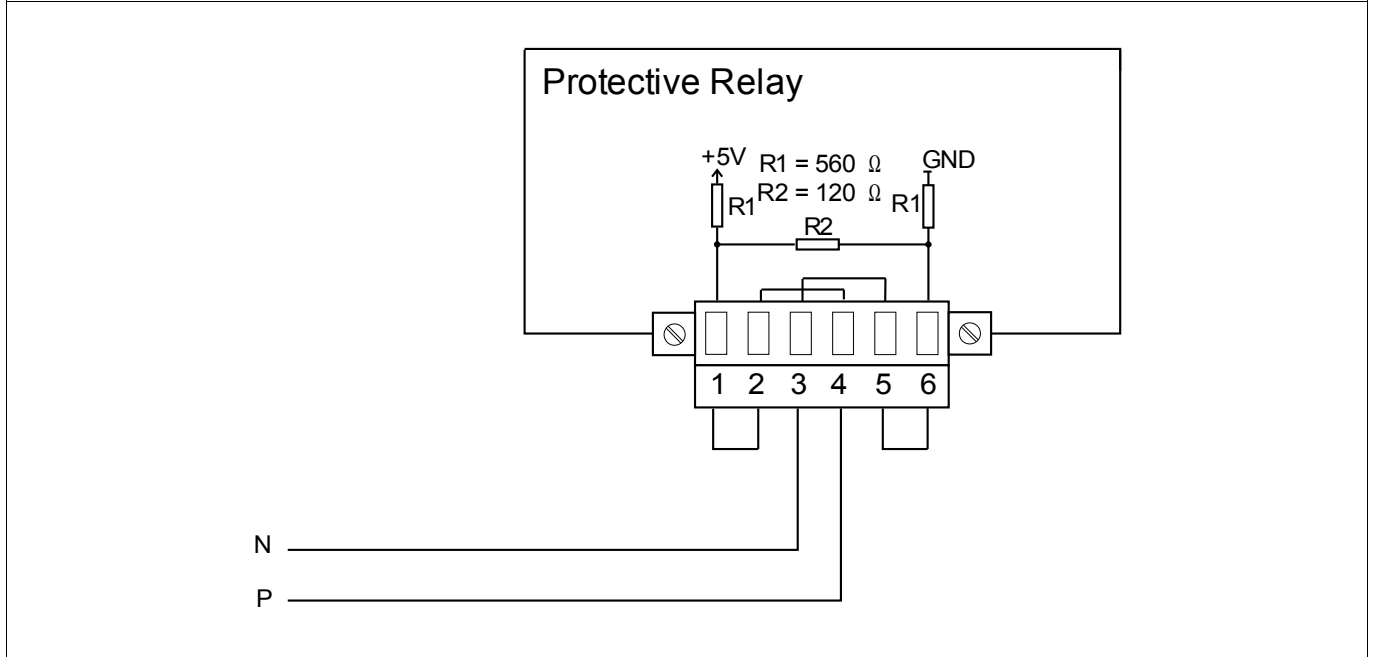 Protective Relay
+5V R1 = 560 Ω GND
R2 = 120 Ω
R1 R1
R2
1 2 3 4 5 6
N
P